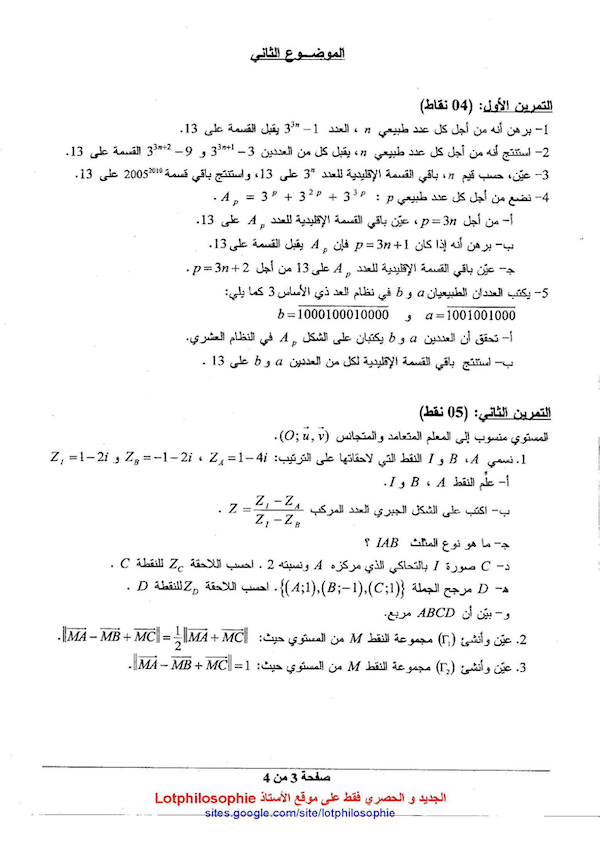 الموضــوع الثاني
التمرين الأول: (04 نقاط)
1- برهن أنه من أجل كل عدد طبيعي n ، العدد 3^{3n} − 1 يقبل القسمة على 13.
2- استنتج أنه من أجل كل عدد طبيعي n، يقبل كل من العددين 3^{3n+1} − 3 و 3^{3n+2} − 9 القسمة على 13.
3- عيّن، حسب قيم n، باقي القسمة الإقليدية للعدد 3^n على 13، واستنتج باقي قسمة 2005^{2010} على 13.
4- نضع من أجل كل عدد طبيعي p : A_p = 3^p + 3^{2p} + 3^{3p} .
أ- من أجل p = 3n ، عيّن باقي القسمة الإقليدية للعدد A_p على 13.
ب- برهن أنه إذا كان p = 3n + 1 فإن A_p يقبل القسمة على 13.
جـ- عيّن باقي القسمة الإقليدية للعدد A_p على 13 من أجل p = 3n + 2 .
5- يكتب العددان الطبيعيان a و b في نظام العد ذي الأساس 3 كما يلي:
a = \overline{1001001000} و b = \overline{1000100010000}
أ- تحقق أن العددين a و b يكتبان على الشكل A_p في النظام العشري.
ب- استنتج باقي القسمة الإقليدية لكل من العددين a و b على 13 .
التمرين الثاني: (05 نقط)
المستوي منسوب إلى المعلم المتعامد والمتجانس (O; \vec{u}, \vec{v}).
1. نسمي A، B و I النقط التي لاحقاتها على الترتيب: Z_A = 1 − 4i ، Z_B = −1 − 2i و Z_I = 1 − 2i
أ- علِّم النقط A ، B و I .
ب- اكتب على الشكل الجبري العدد المركب Z = \frac{Z_I − Z_A}{Z_I − Z_B} .
جـ- ما هو نوع المثلث IAB ؟
د- C صورة I بالتحاكي الذي مركزه A ونسبته 2 . احسب اللاحقة Z_C للنقطة C .
هـ- D مرجح الجملة {(A;1),(B;−1),(C;1)} . احسب اللاحقة Z_D للنقطة D .
و- بيّن أن ABCD مربع.
2. عيّن وأنشئ (Γ₁) مجموعة النقط M من المستوي حيث: ‖\vec{MA} − \vec{MB} + \vec{MC}‖ = \frac{1}{2}‖\vec{MA} + \vec{MC}‖ .
3. عيّن وأنشئ (Γ₂) مجموعة النقط M من المستوي حيث: ‖\vec{MA} − \vec{MB} + \vec{MC}‖ = 1 .
صفحة 3 من 4
الجديد و الحصري فقط على موقع الأستاذ Lotphilosophie
sites.google.com/site/lotphilosophie